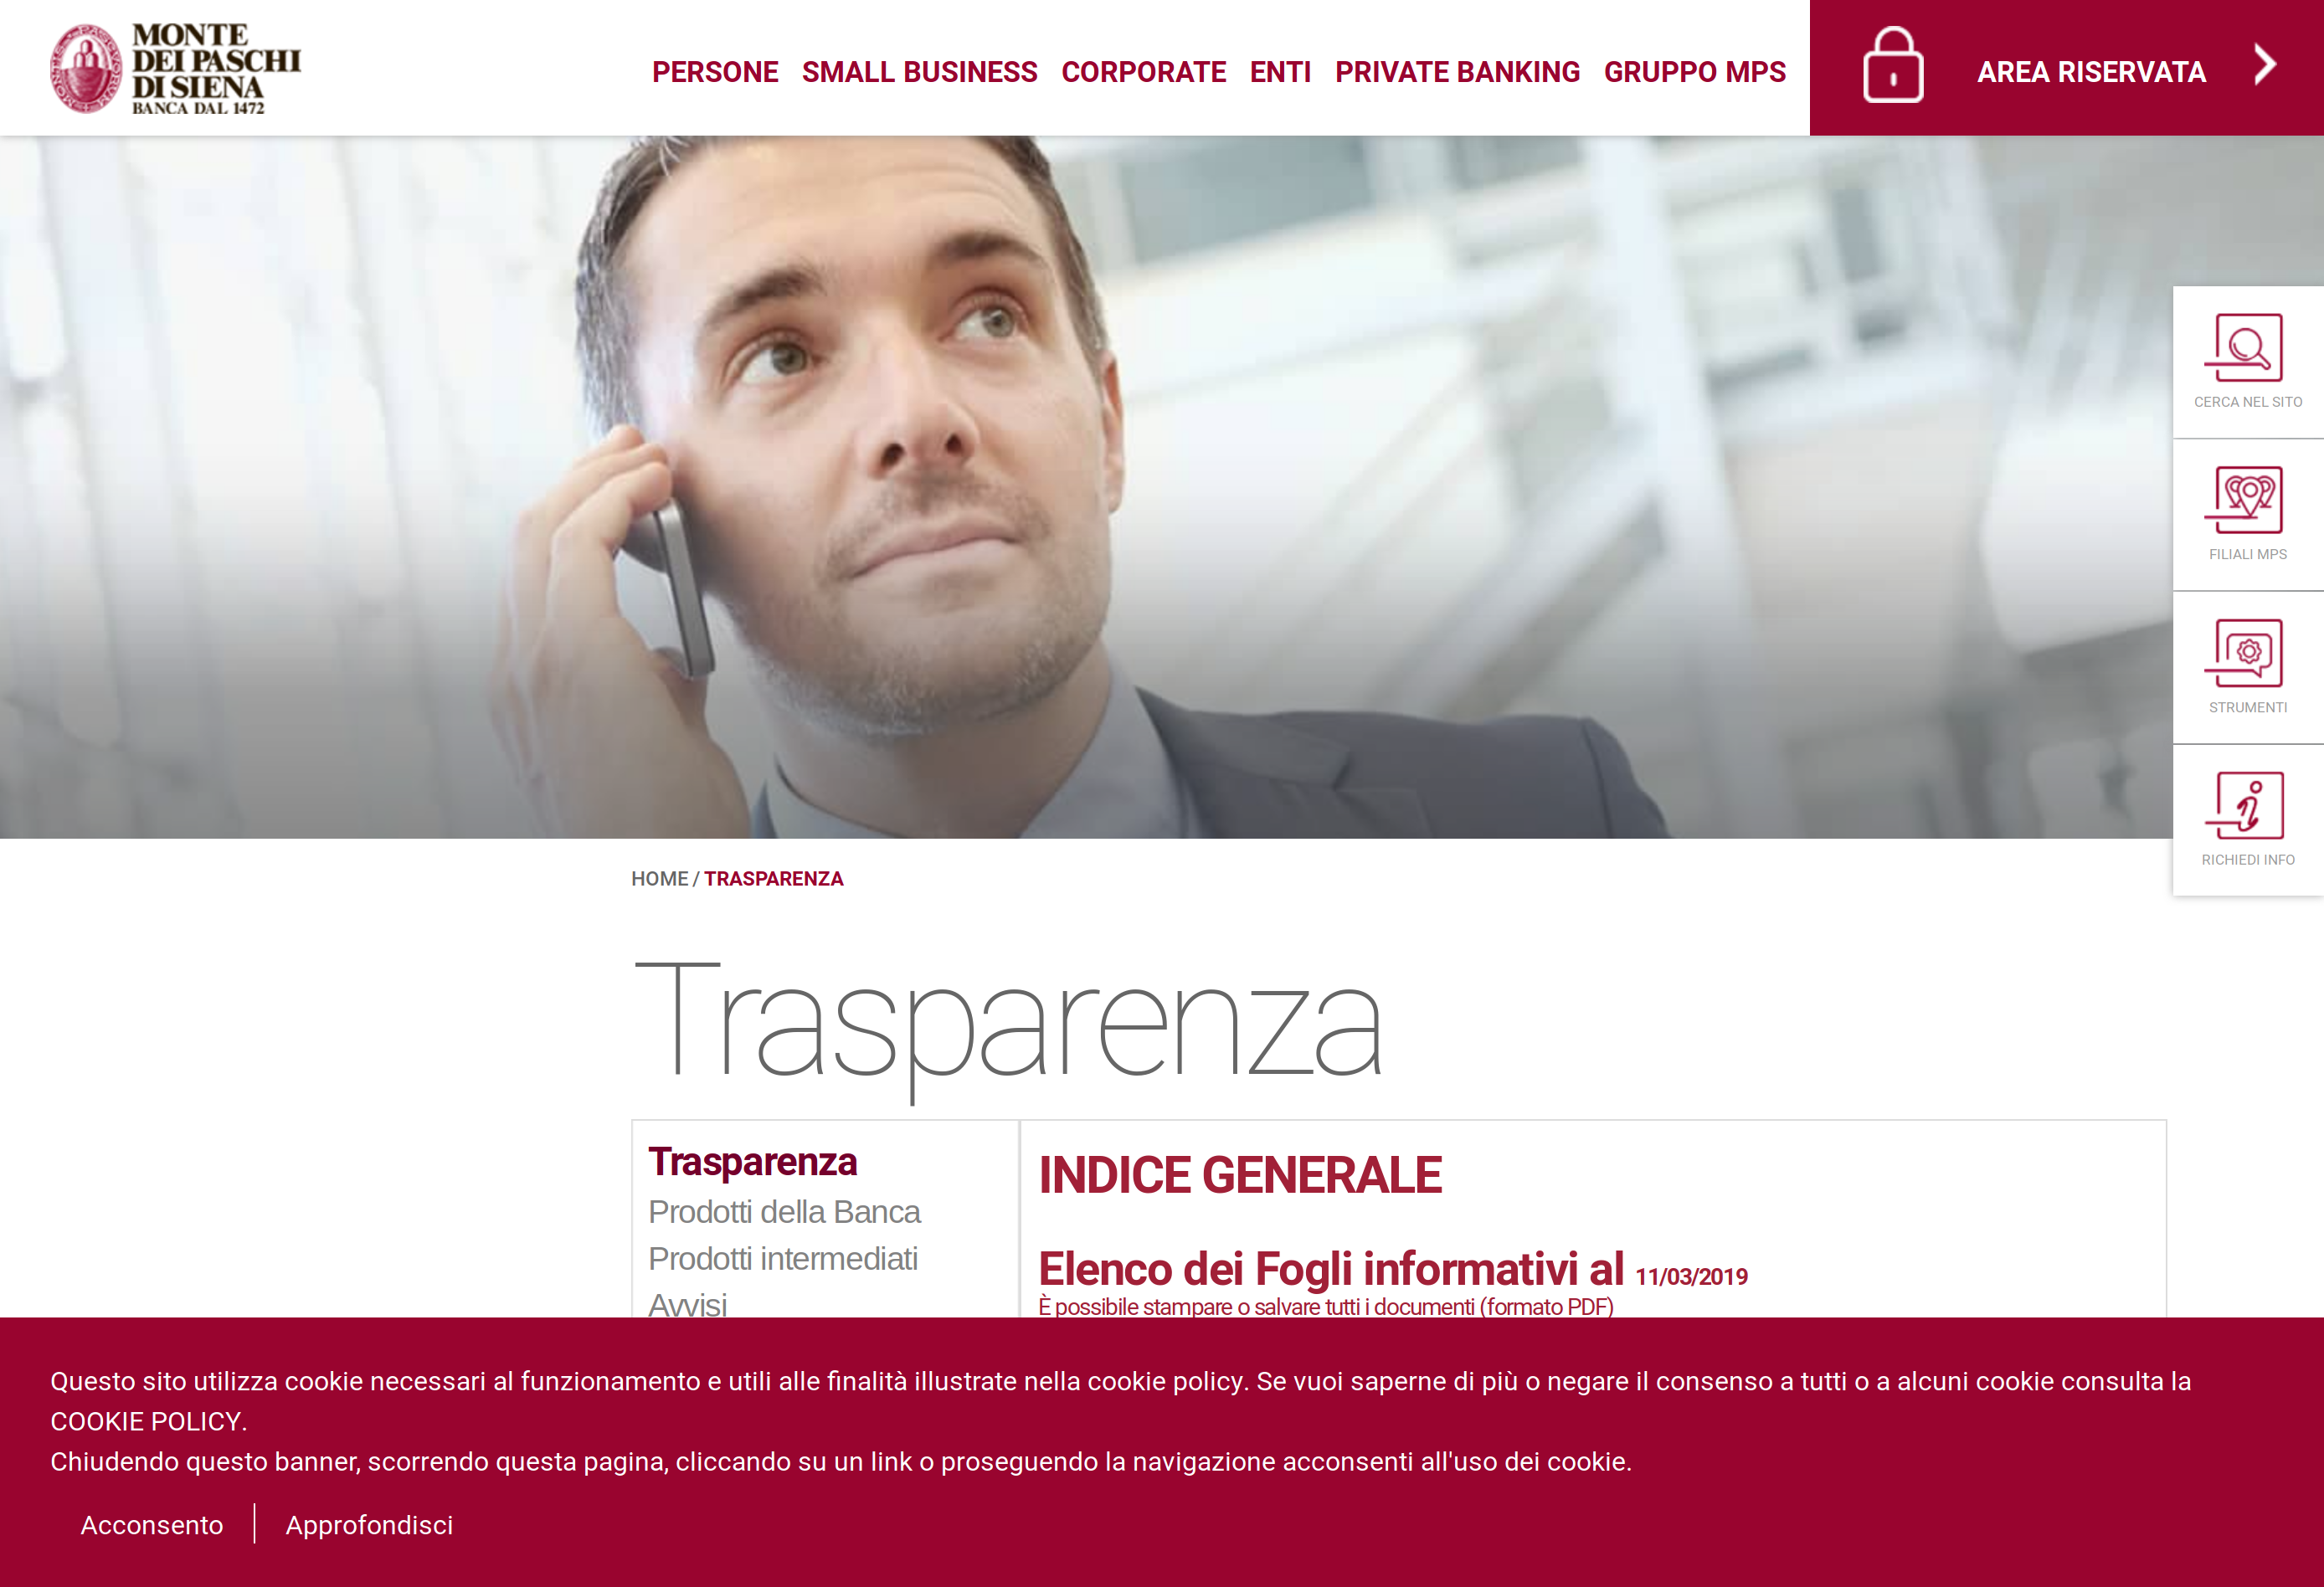 MONTE
DEI PASCHI
DI SIENA
BANCA DAL 1472
PERSONE SMALL BUSINESS CORPORATE ENTI PRIVATE BANKING GRUPPO MPS
AREA RISERVATA
CERCA NEL SITO
FILIALI MPS
STRUMENTI
RICHIEDI INFO
HOME / TRASPARENZA
Trasparenza
Trasparenza
Prodotti della Banca
Prodotti intermediati
Avvisi
INDICE GENERALE
Elenco dei Fogli informativi al 11/03/2019
È possibile stampare o salvare tutti i documenti (formato PDF)
Questo sito utilizza cookie necessari al funzionamento e utili alle finalità illustrate nella cookie policy. Se vuoi saperne di più o negare il consenso a tutti o a alcuni cookie consulta la
COOKIE POLICY.
Chiudendo questo banner, scorrendo questa pagina, cliccando su un link o proseguendo la navigazione acconsenti all'uso dei cookie.
Acconsento Approfondisci